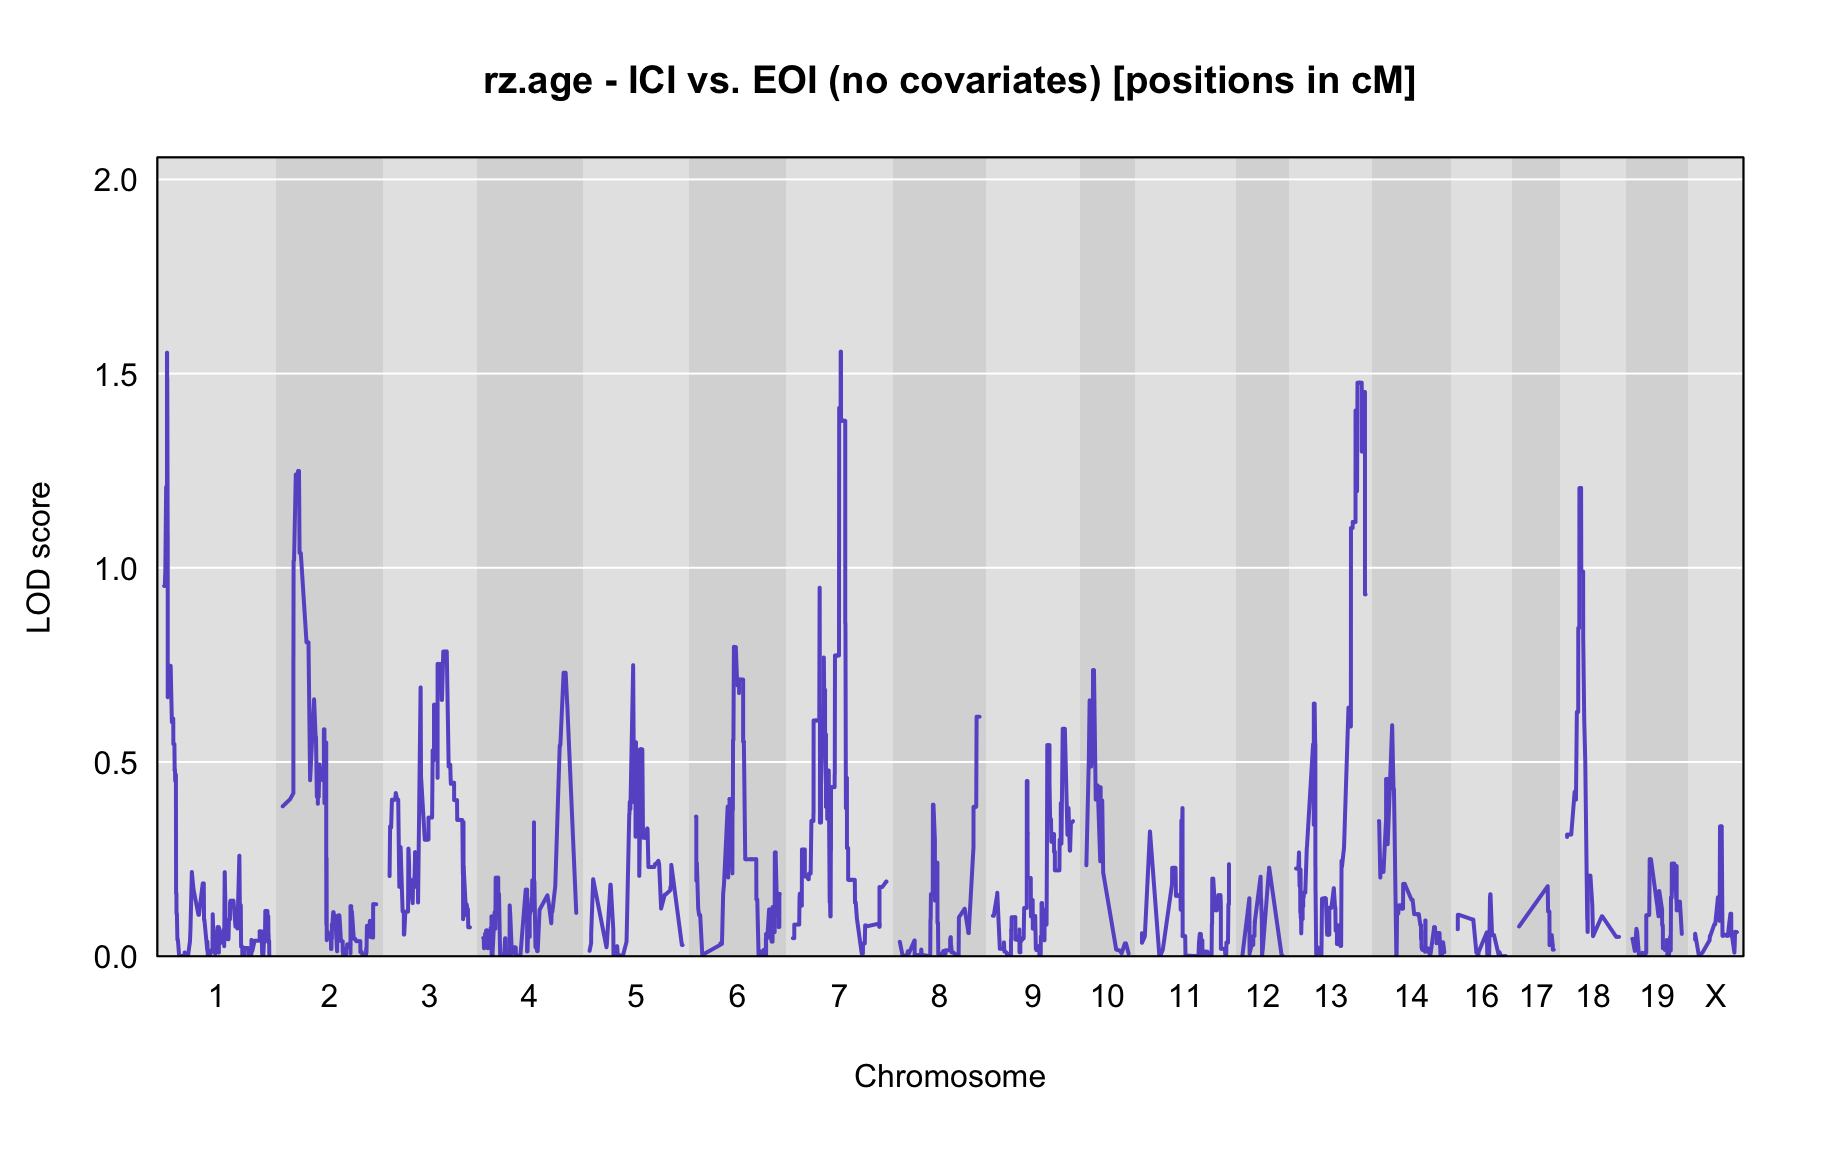 rz.age - ICI vs. EOI (no covariates) [positions in cM]
2.0
1.5
1.0
0.5
0.0
LOD score
1 2 3 4 5 6 7 8 9 10 11 12 13 14 16 17 18 19 X
Chromosome